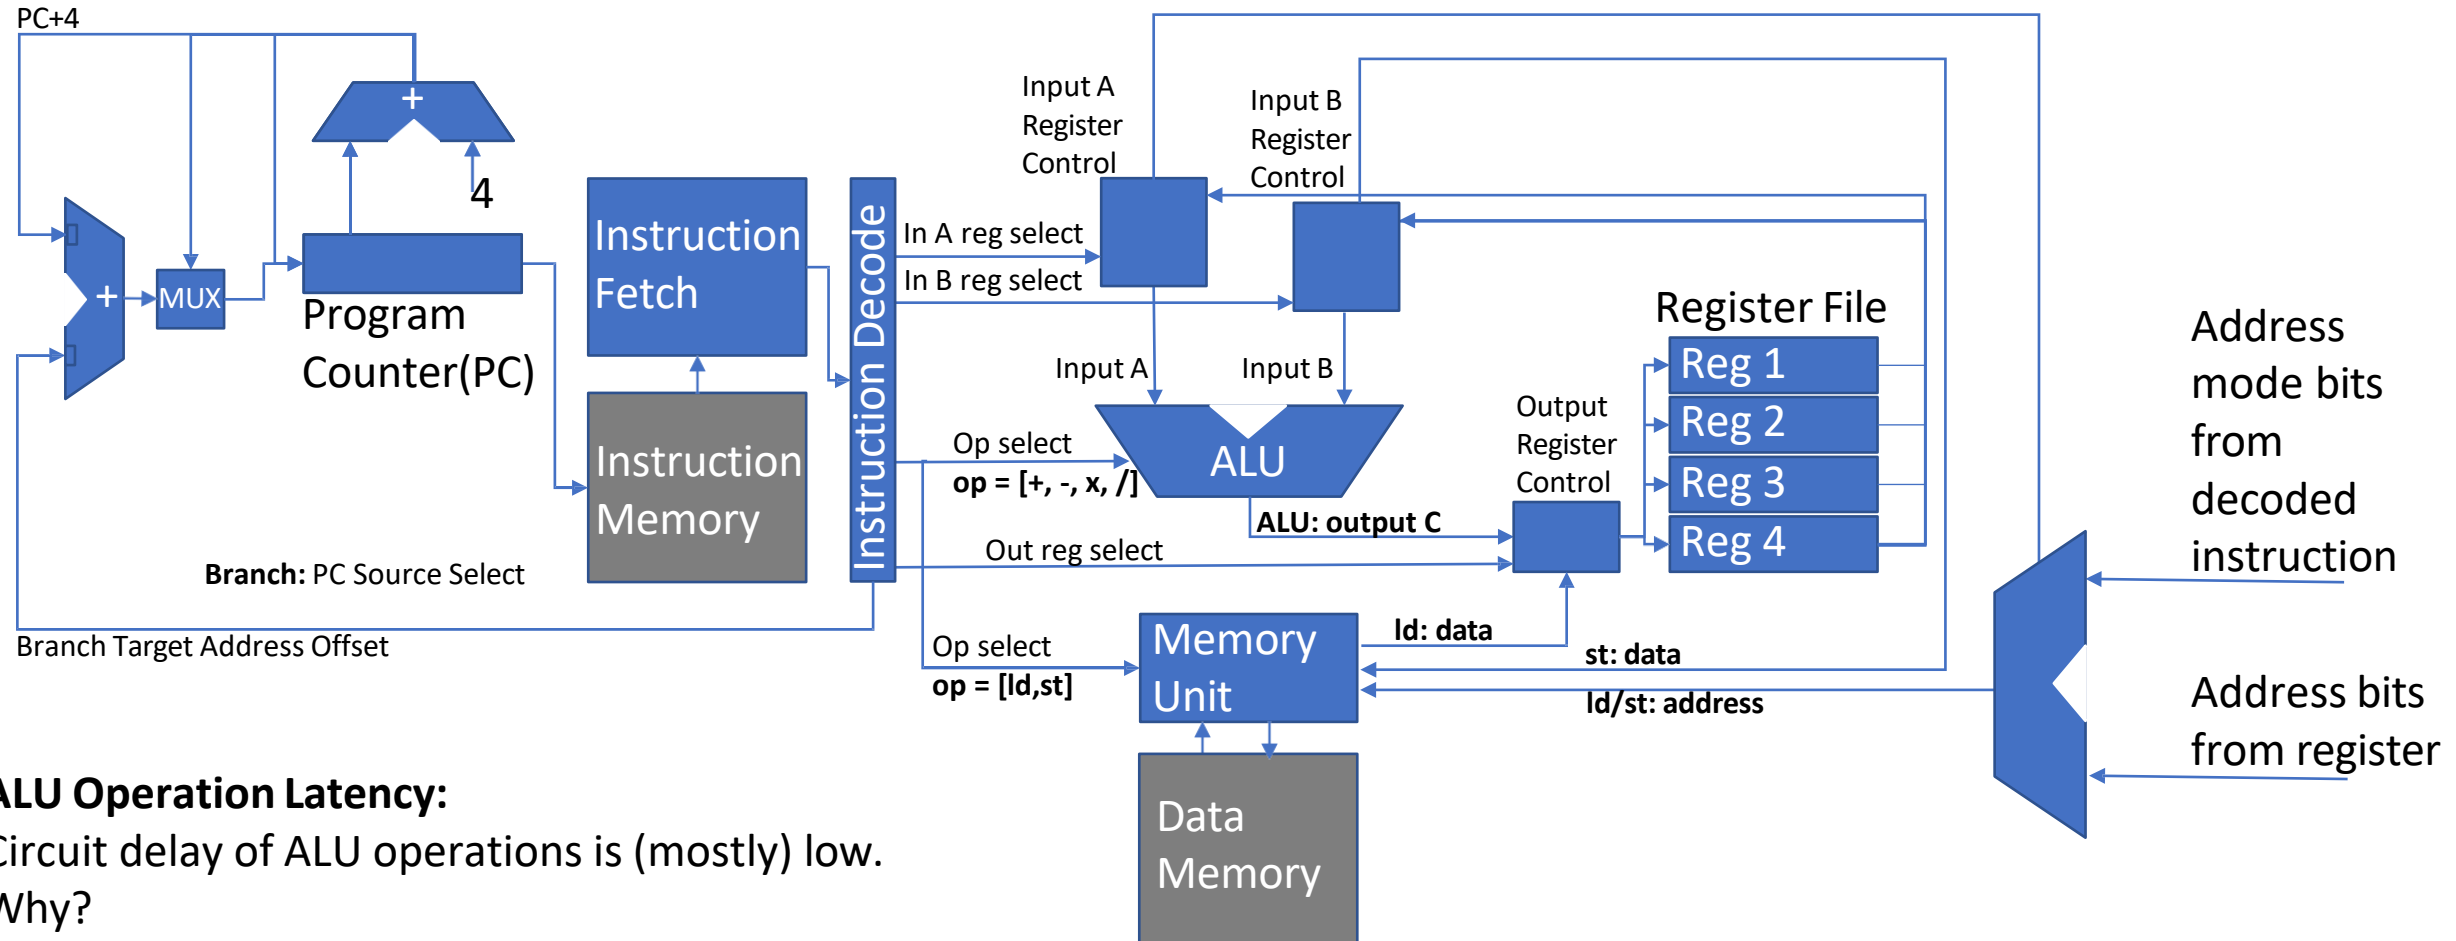 PC+4
+
4
+
MUX
Program
Counter(PC)
Instruction
Fetch
Instruction
Memory
Branch: PC Source Select
Branch Target Address Offset
Instruction Decode
Input A
Register
Control
Input B
Register
Control
In A reg select
In B reg select
Input A
Input B
Op select
op = [+, -, x, /]
ALU
ALU: output C
Out reg select
Output
Register
Control
Register File
Reg 1
Reg 2
Reg 3
Reg 4
Op select
op = [ld,st]
Memory
Unit
ld: data
st: data
ld/st: address
Data
Memory
Address
mode bits
from
decoded
instruction
Address bits
from register
ALU Operation Latency:
Circuit delay of ALU operations is (mostly) low.
Why?